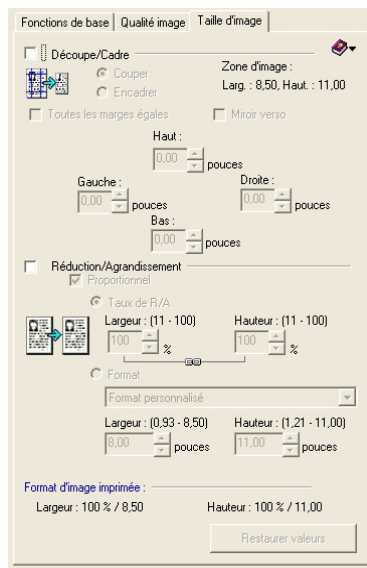 Fonctions de base Qualité image Taille d'image
Découpe/Cadre
Couper
Encadrer
Zone d'image :
Larg. : 8,50, Haut. : 11,00
Toutes les marges égales Miroir verso
Haut :
0,00 pouces
Gauche : Droite :
0,00 pouces 0,00 pouces
Bas :
0,00 pouces
Réduction/Agrandissement
Proportionnel
Taux de R/A
Largeur : (11 - 100) Hauteur : (11 - 100)
100 % 100 %
Format
Format personnalisé
Largeur : (0,93 - 8,50) Hauteur : (1,21 - 11,00)
8,00 pouces 11,00 pouces
Format d'image imprimée :
Largeur : 100 % / 8,50 Hauteur : 100 % / 11,00
Restaurer valeurs